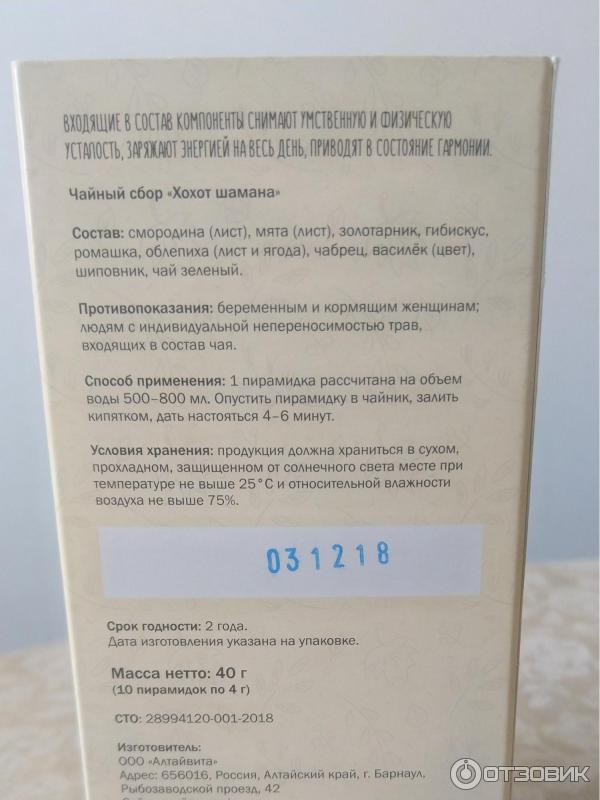 ВХОДЯЩИЕ В СОСТАВ КОМПОНЕНТЫ СНИМАЮТ УМСТВЕННУЮ И ФИЗИЧЕСКУЮ
УСТАЛОСТЬ, ЗАРЯЖАЮТ ЭНЕРГИЕЙ НА ВЕСЬ ДЕНЬ, ПРИВОДЯТ В СОСТОЯНИЕ ГАРМОНИИ.
Чайный сбор «Хохот шамана»
Состав: смородина (лист), мята (лист), золотарник, гибискус,
ромашка, облепиха (лист и ягода), чабрец, василёк (цвет),
шиповник, чай зеленый.
Противопоказания: беременным и кормящим женщинам;
людям с индивидуальной непереносимостью трав,
входящих в состав чая.
Способ применения: 1 пирамидка рассчитана на объем
воды 500–800 мл. Опустить пирамидку в чайник, залить
кипятком, дать настояться 4–6 минут.
Условия хранения: продукция должна храниться в сухом,
прохладном, защищенном от солнечного света месте при
температуре не выше 25°С и относительной влажности
воздуха не выше 75%.
031218
Срок годности: 2 года.
Дата изготовления указана на упаковке.
Масса нетто: 40 г
(10 пирамидок по 4 г)
СТО: 28994120-001-2018
Изготовитель:
ООО «Алтайвита»
Адрес: 656016, Россия, Алтайский край, г. Барнаул,
Рыбозаводской проезд, 42
ОТЗОВИК